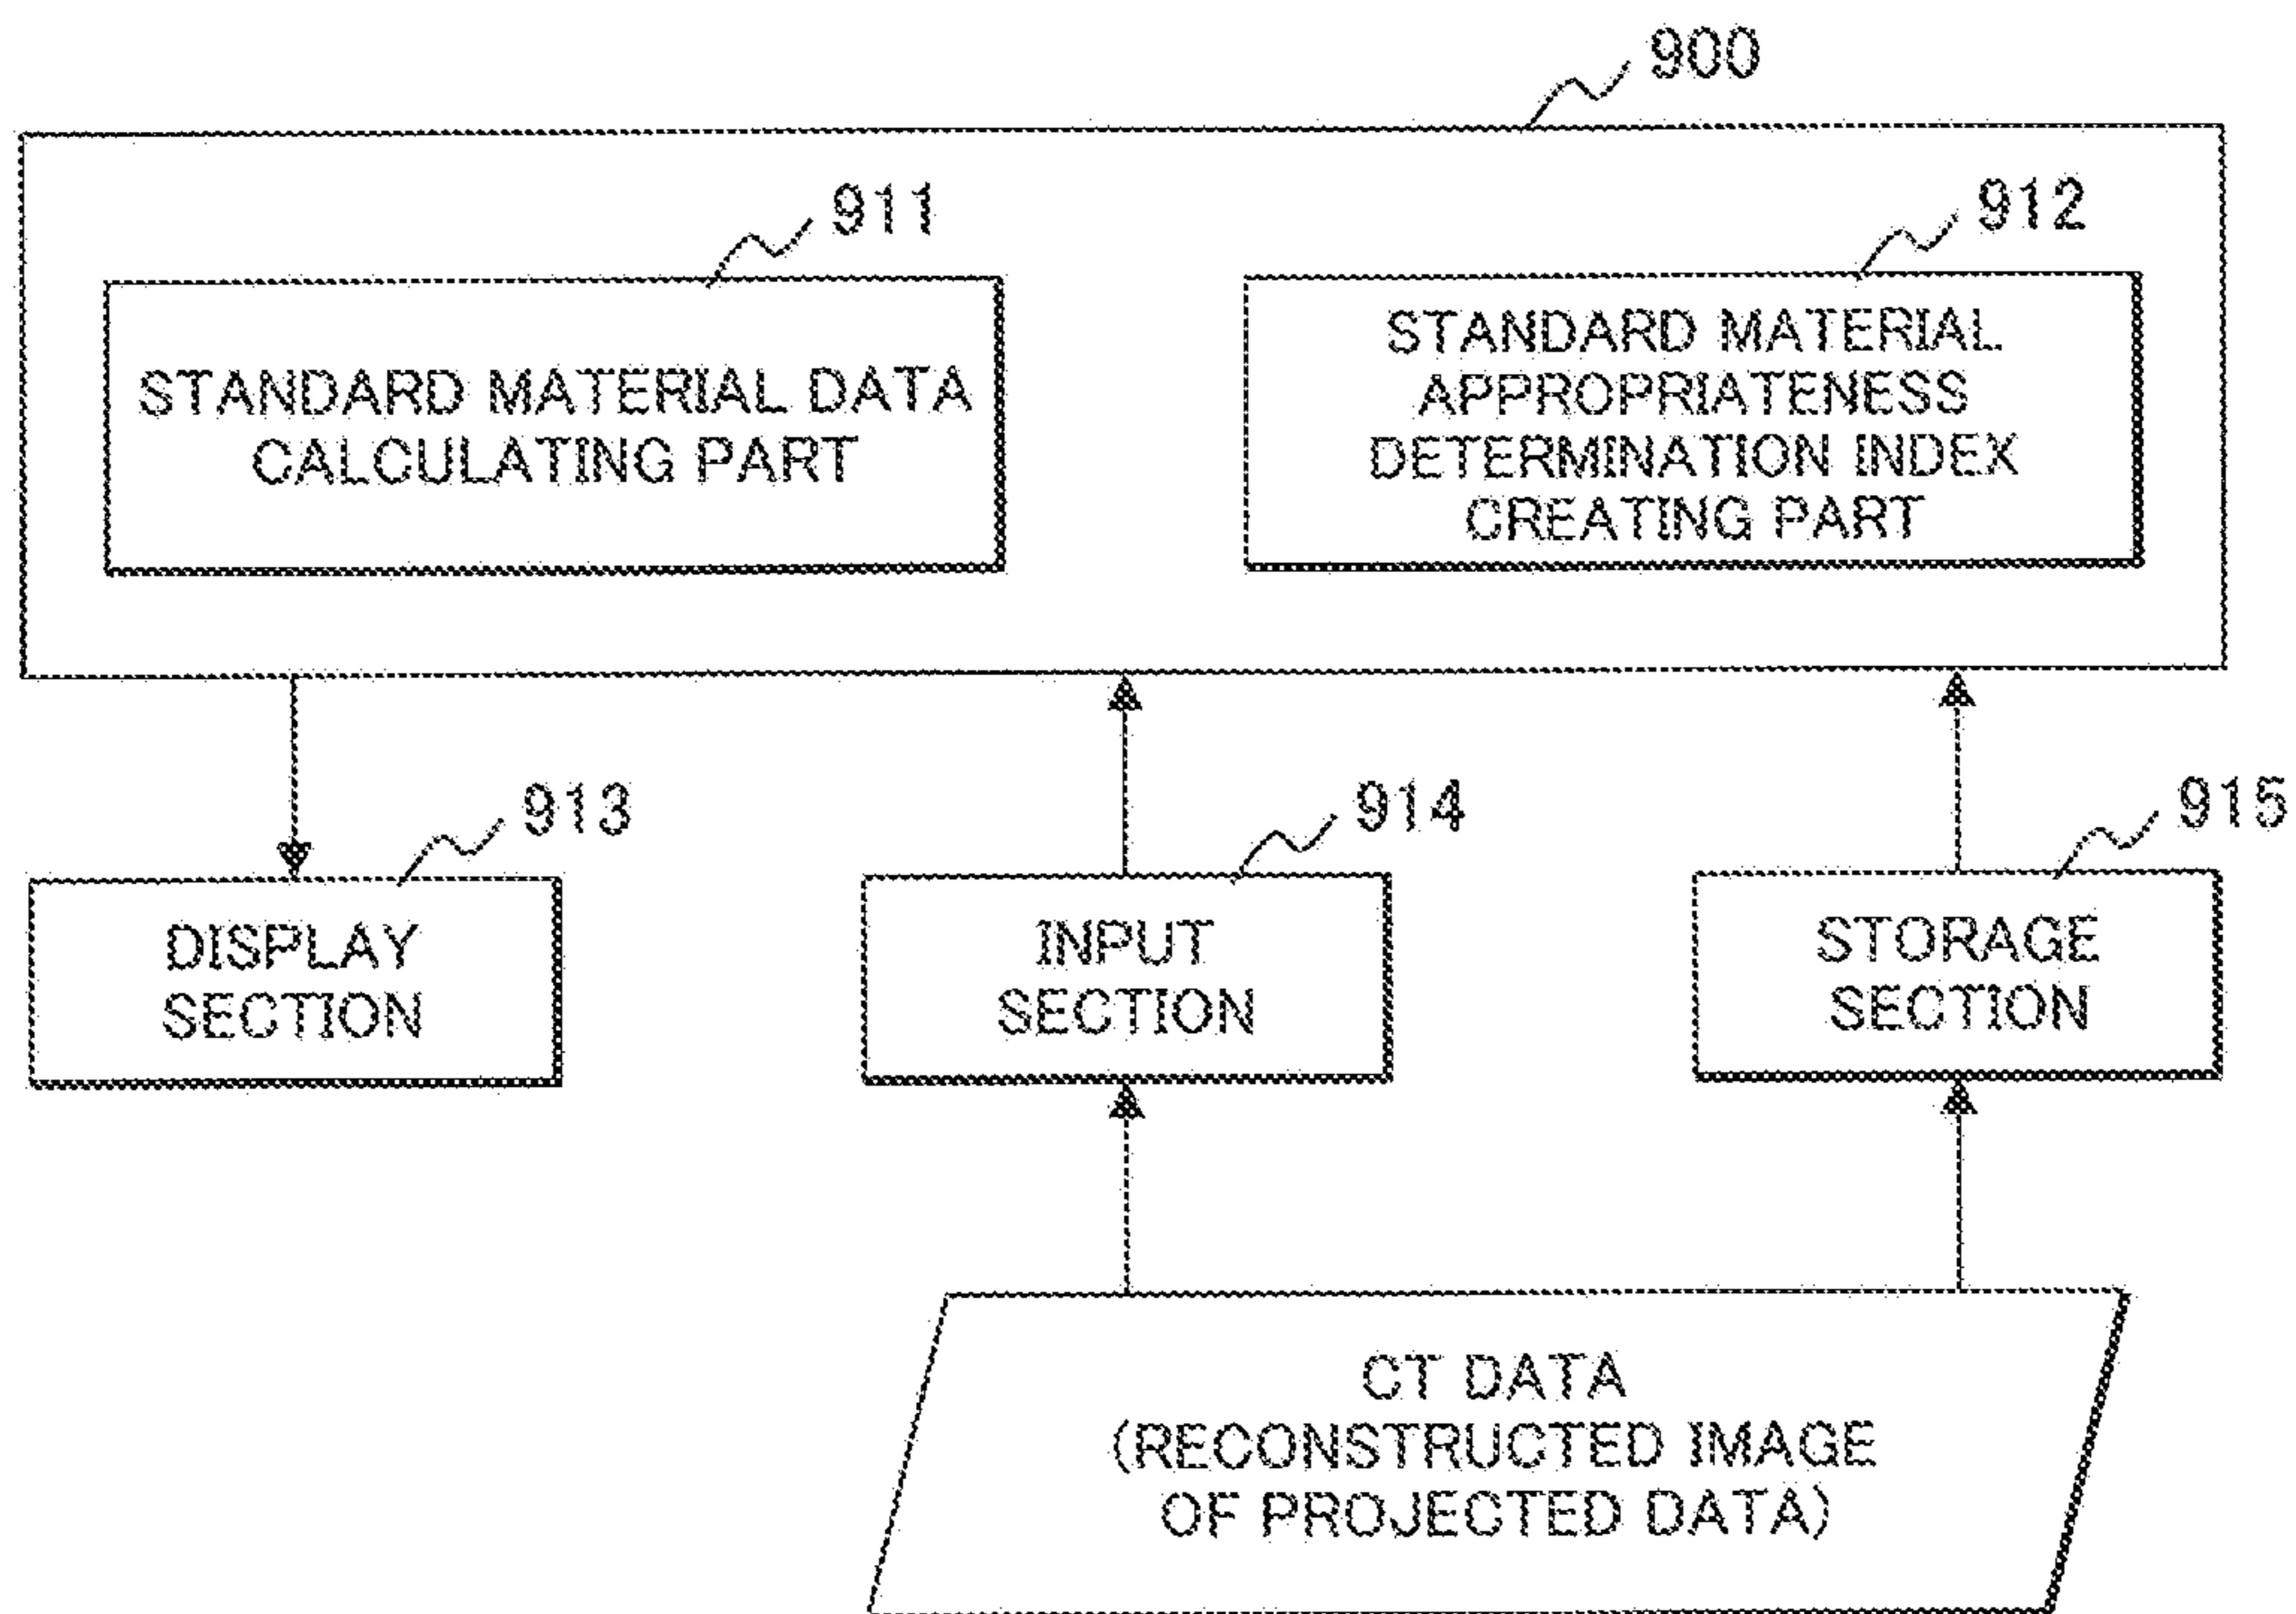 900
911
912
STANDARD MATERIAL DATA
CALCULATING PART
STANDARD MATERIAL
APPROPRIATENESS
DETERMINATION INDEX
CREATING PART
913
914
915
DISPLAY
SECTION
INPUT
SECTION
STORAGE
SECTION
CT DATA
(RECONSTRUCTED IMAGE
OF PROJECTED DATA)